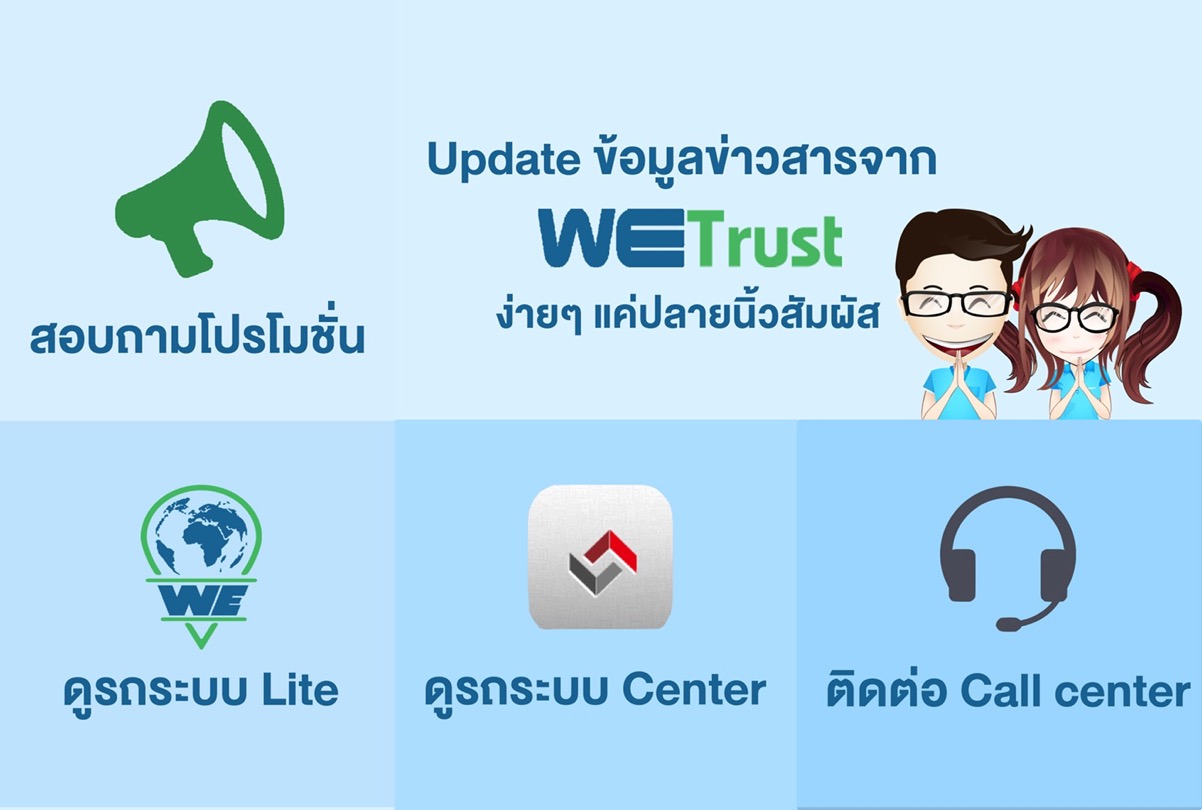 สอบถามโปรโมชั่น
Update ข้อมูลข่าวสารจาก
WETrust
ง่ายๆ แค่ปลายนิ้วสัมผัส
WE
ดูรถระบบ Lite
ดูรถระบบ Center
ติดต่อ Call center